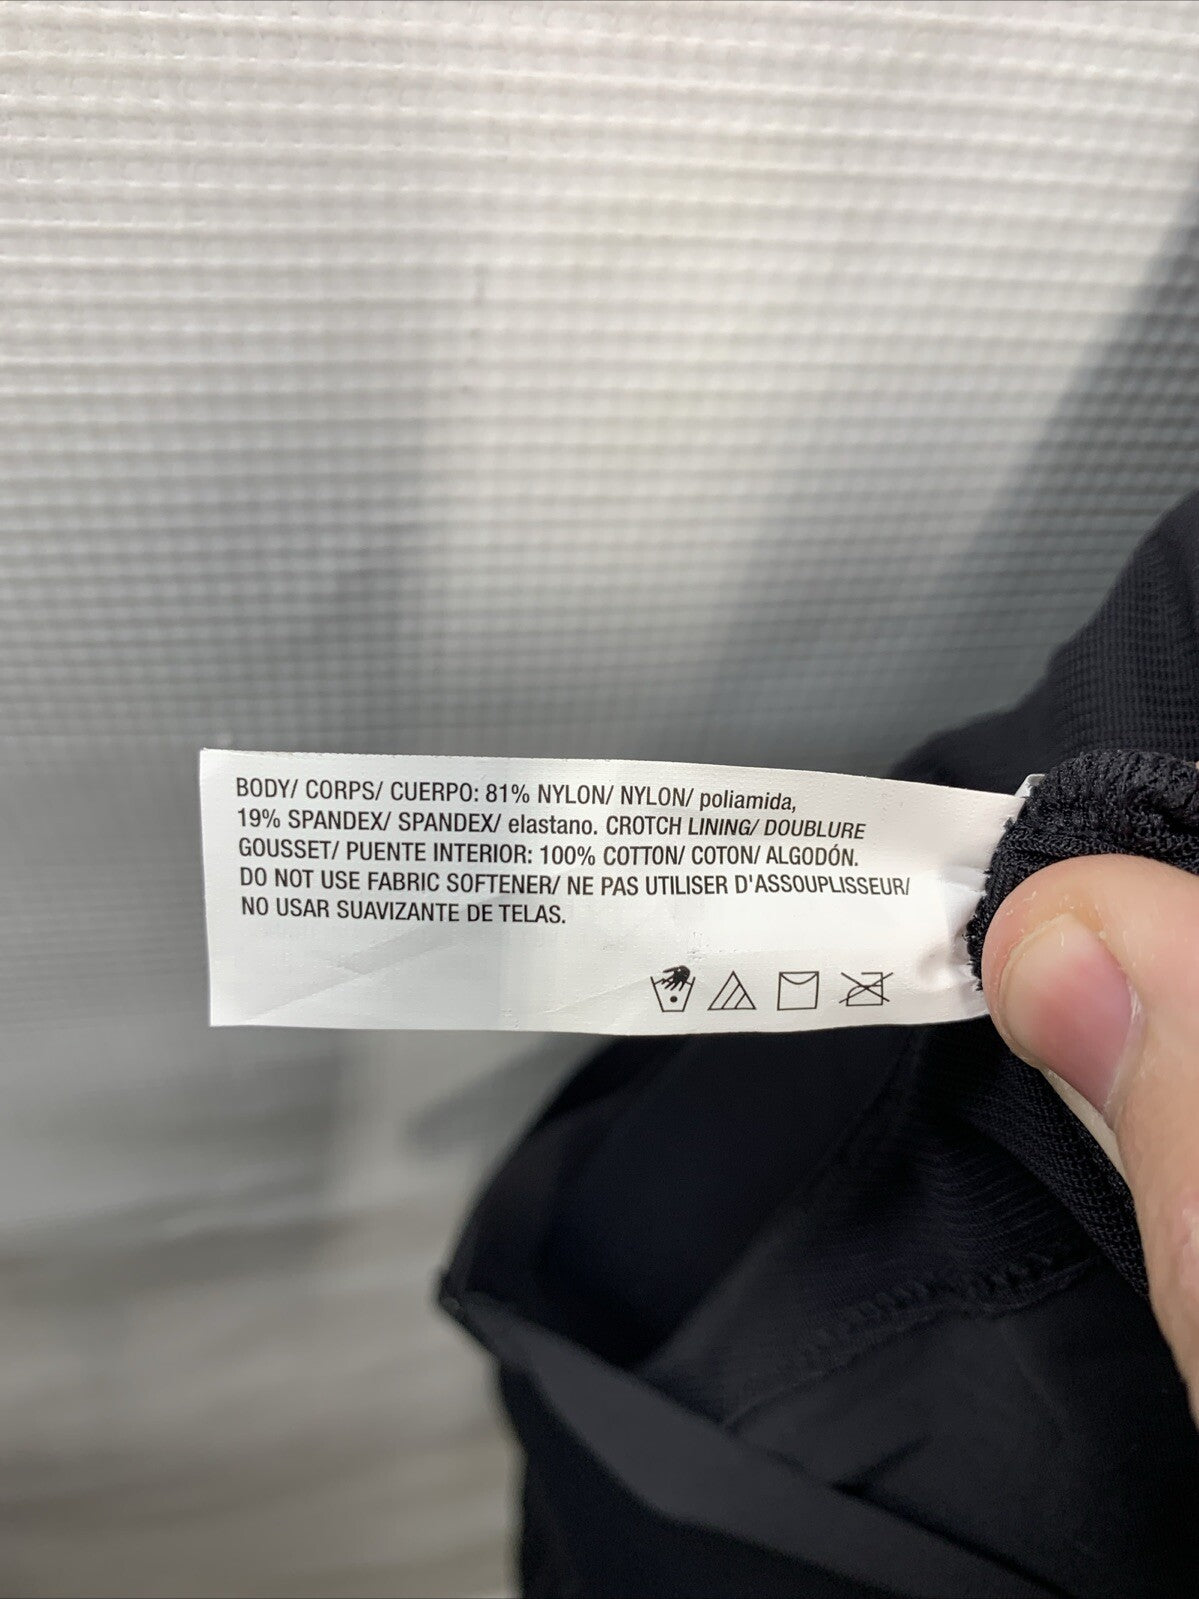 BODY/ CORPS/ CUERPO: 81% NYLON/ NYLON/ poliamida,
19% SPANDEX/ SPANDEX/ elastano. CROTCH LINING/ DOUBLURE
GOUSSET/ PUENTE INTERIOR: 100% COTTON/ COTON/ ALGODÓN.
DO NOT USE FABRIC SOFTENER/ NE PAS UTILISER D'ASSOUPLISSEUR/
NO USAR SUAVIZANTE DE TELAS.